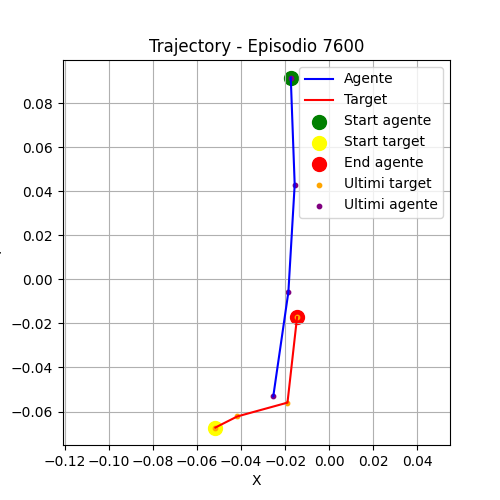 Trajectory - Episodio 7600
Agente
Target
Start agente
Start target
End agente
Ultimi target
Ultimi agente
0.08
0.06
0.04
0.02
0.00
−0.02
−0.04
−0.06
−0.12 −0.10 −0.08 −0.06 −0.04 −0.02 0.00 0.02 0.04
X